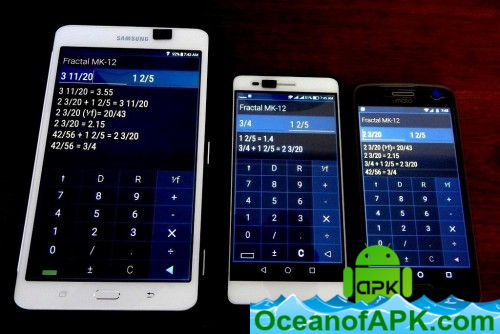 SAMSUNG
92% 7:42 AM
Fractal MK-12
3 11/20 1 2/5
3 11/20 = 3.55
2 3/20 + 1 2/5 = 3 11/20
2 3/20 (⅟f)= 20/43
2 3/20 = 2.15
42/56 + 1 2/5 = 2 3/20
42/56 = 3/4
↑ D R ⅟f
7 8 9 +
4 5 6 -
1 2 3 ×
0 . ÷
± C ◄
Fractal MK-12
3/4 1 2/5
1 2/5 = 1.4
3/4 + 1 2/5 = 2 3/20
↑ D R ⅟f
7 8 9 +
4 5 6 -
1 2 3 ×
0 . ÷
± C ◄
moto
Fractal MK-12
2 3/20 1 2/5
2 3/20 (⅟f)= 20/43
2 3/20 = 2.15
3/4 + 1 2/5 = 2 3/20
42/56 = 3/4
↑ D R ⅟f
7 8 9 +
4 5 6 -
1 2 3 ×
0 . ÷
± C ◄
APK
OceanofAPK.com